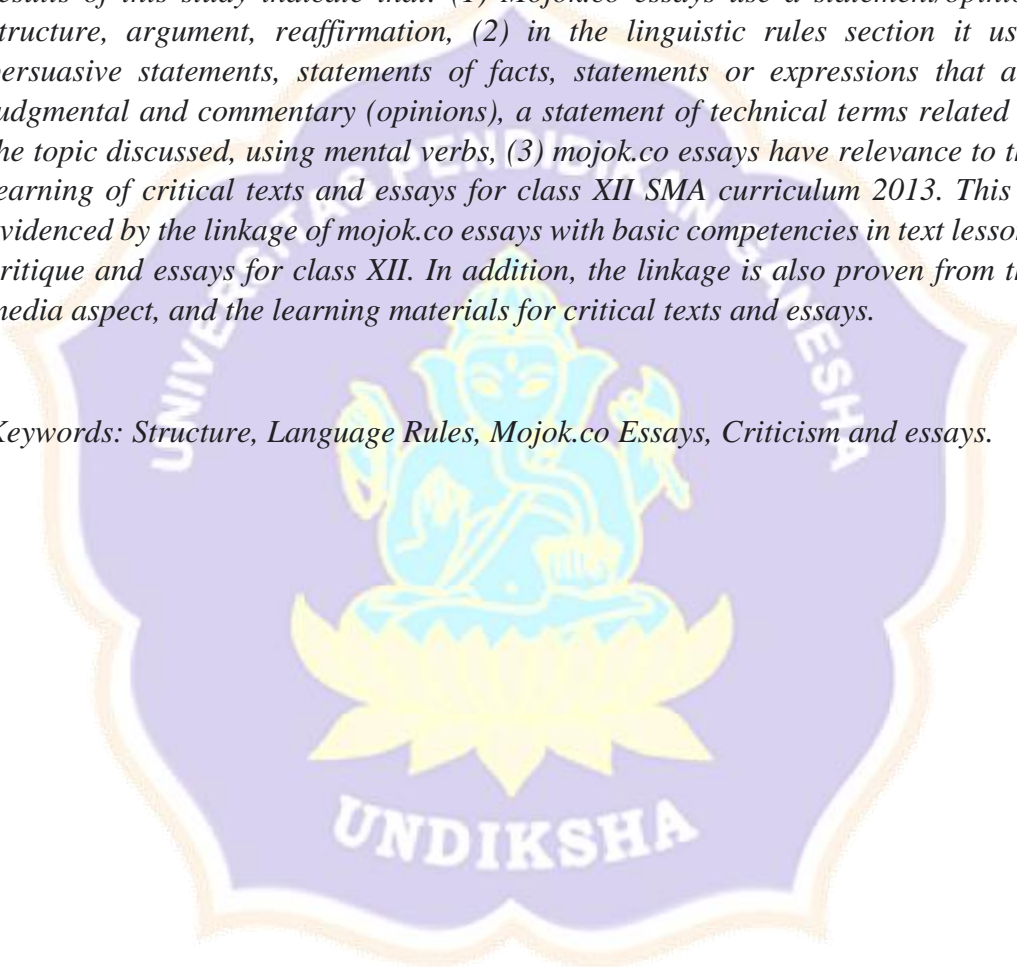 results of this study indicate that: (1) Mojok.co essays use a statement/opinion
structure, argument, reaffirmation, (2) in the linguistic rules section it uses
persuasive statements, statements of facts, statements or expressions that are
judgmental and commentary (opinions), a statement of technical terms related
the topic discussed, using mental verbs, (3) mojok.co essays have relevance to the
learning of critical texts and essays for class XII SMA curriculum 2013. This
evidenced by the linkage of mojok.co essays with basic competencies in text lesson
critique and essays for class XII. In addition, the linkage is also proven from the
media aspect, and the learning materials for critical texts and essays.
Keywords: Structure, Language Rules, Mojok.co Essays, Criticism and essays.
UNIVERSITAS PENDIDIKAN GANESHA
UNDIKSHA